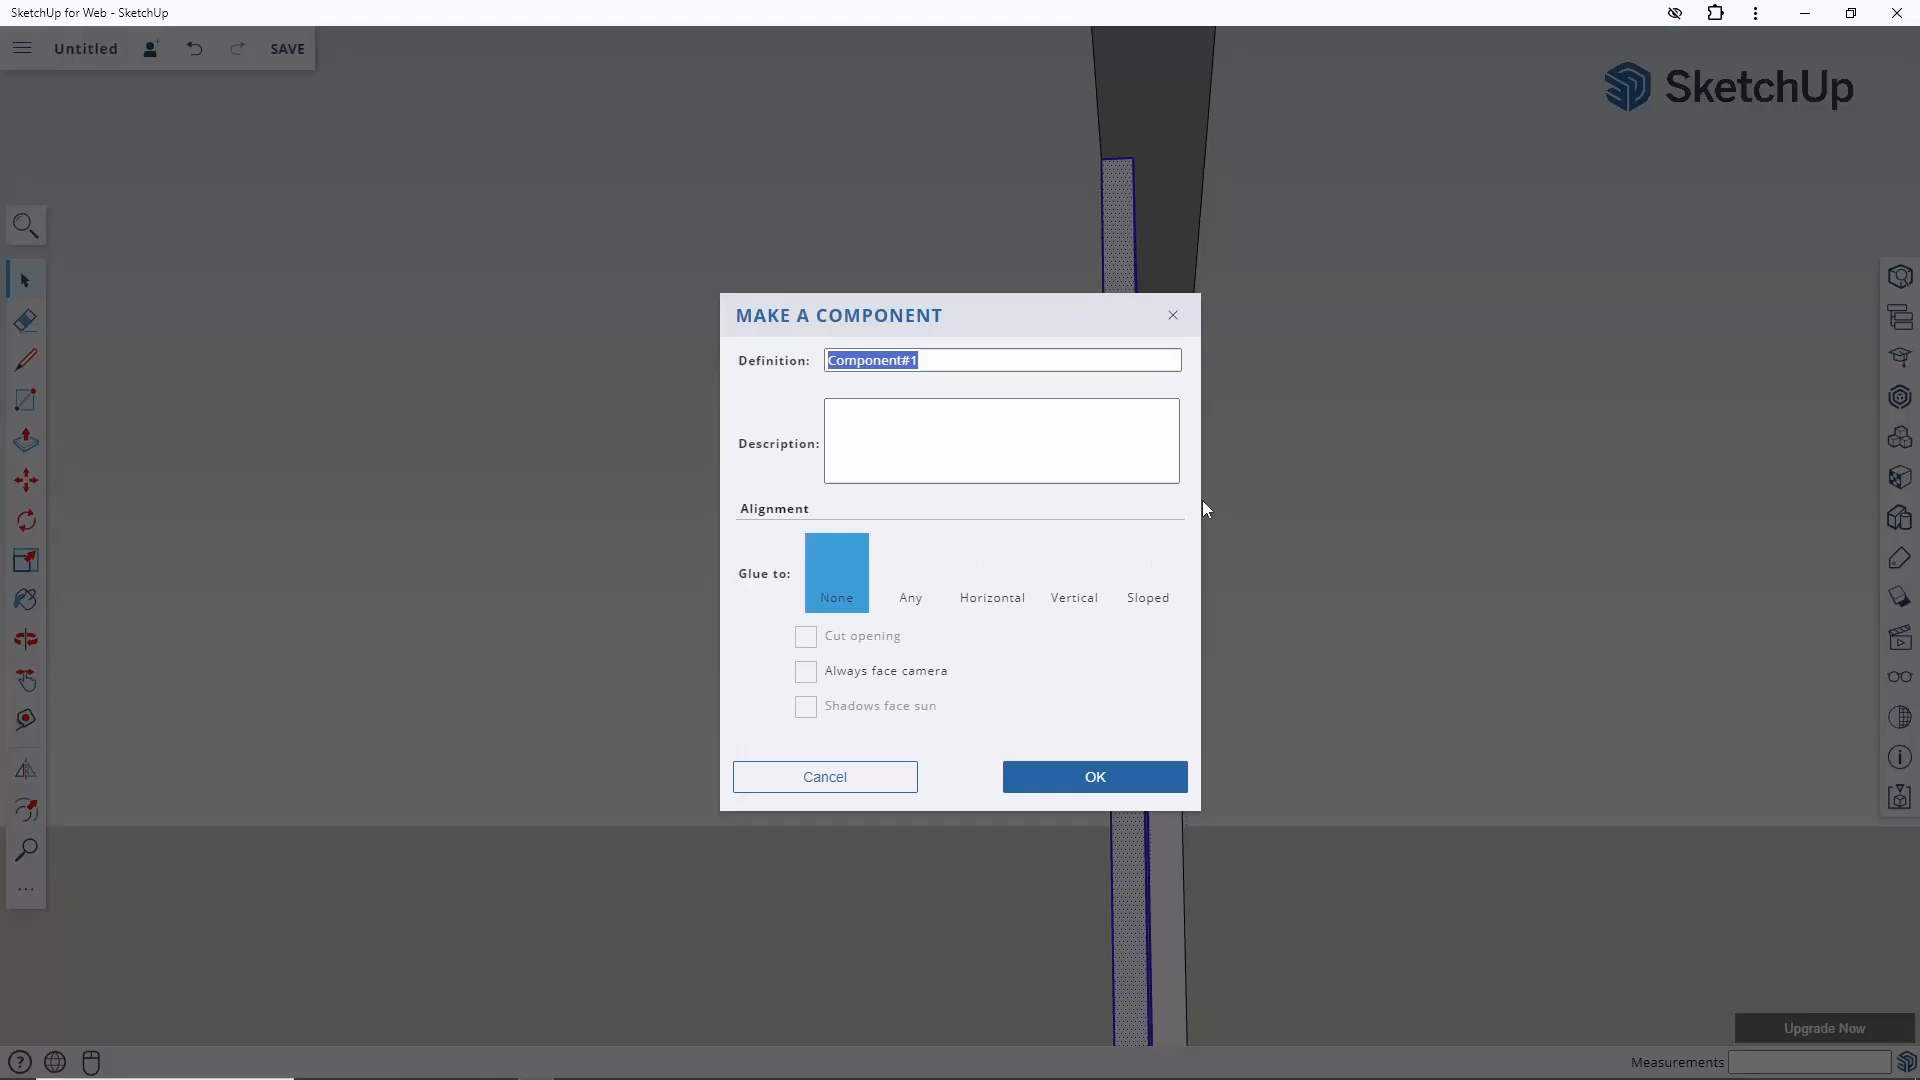 SketchUp for Web - SketchUp
Untitled
SAVE
SketchUp
MAKE A COMPONENT
Definition: Component#1
Description:
Alignment
Glue to: None Any Horizontal Vertical Sloped
Cut opening
Always face camera
Shadows face sun
Cancel OK
Upgrade Now
Measurements